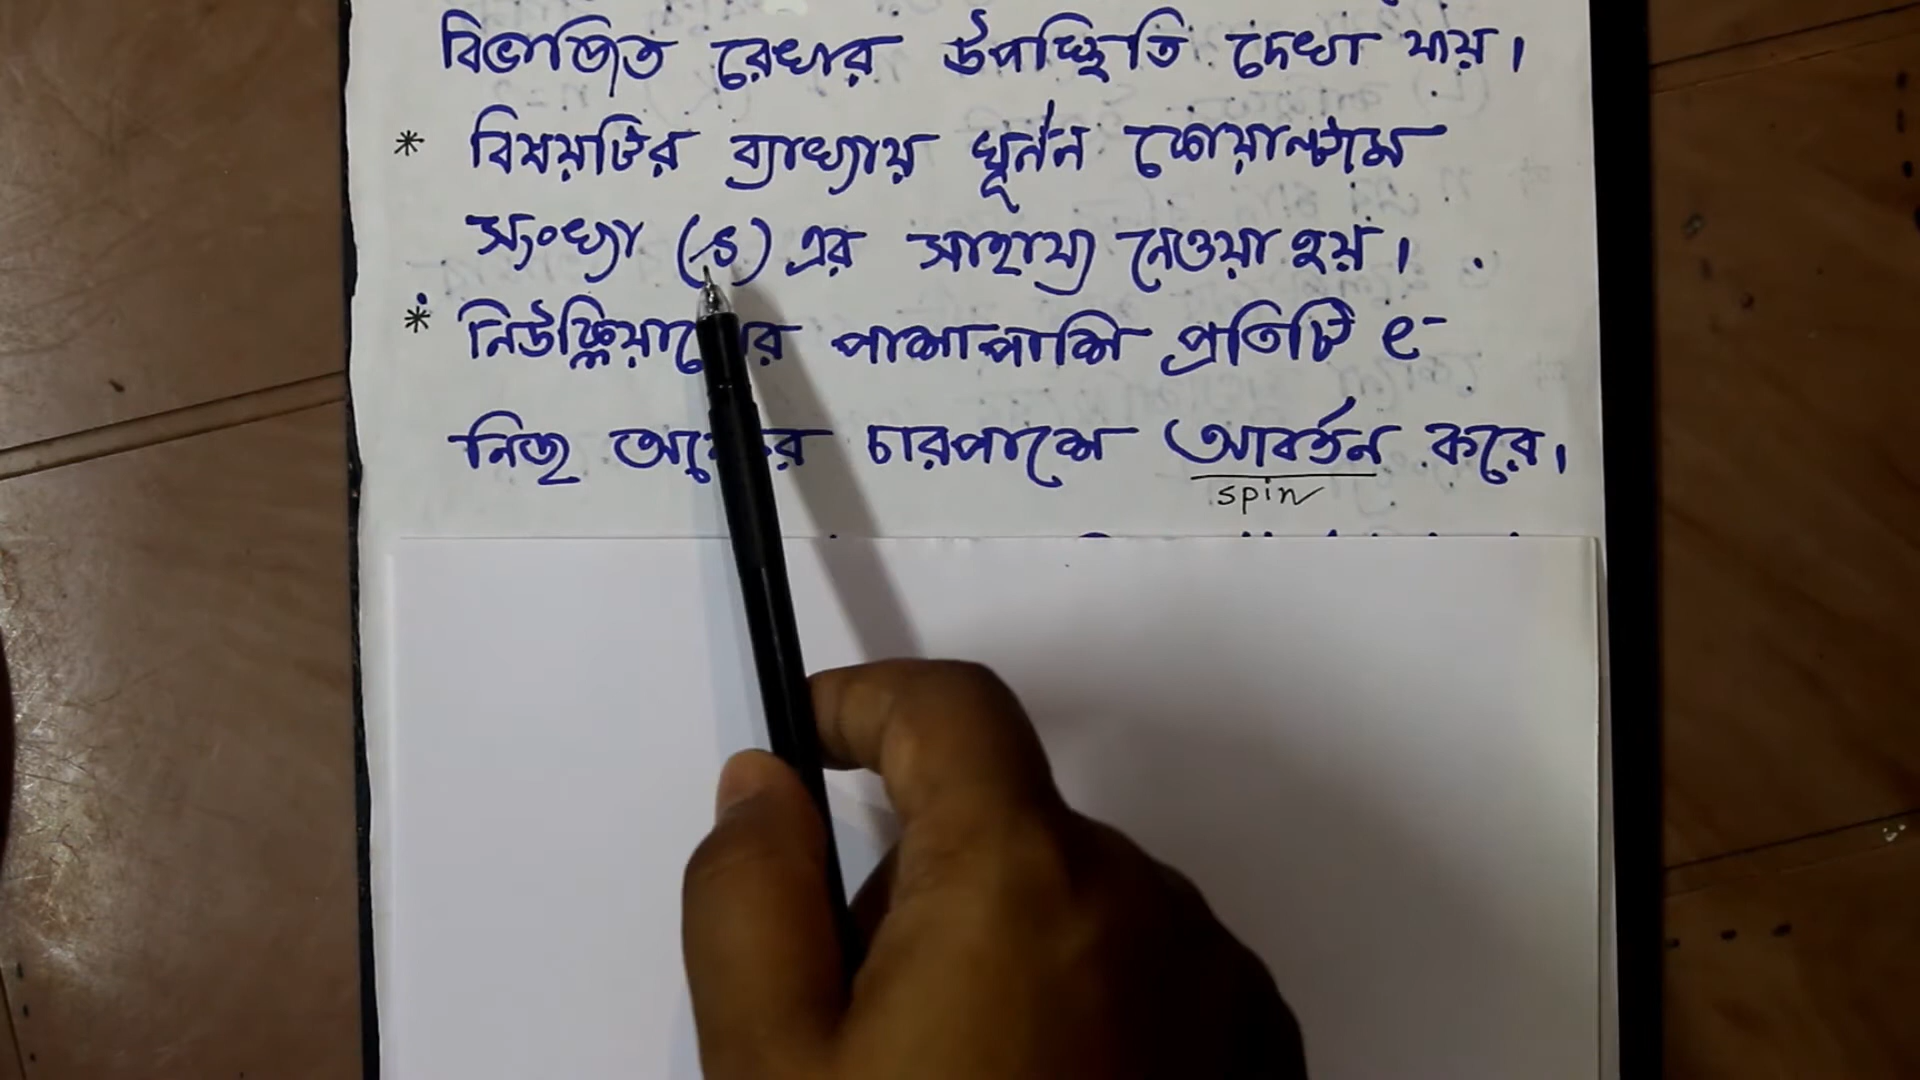 বিভাজিত রেখার উপস্থিতি দেখা যায়।
* বিষয়টির ব্যাখ্যায় ঘূর্নন কোয়ান্টাম
সংখ্যা (s) এর সাহায্য নেওয়া হয়।
* নিউক্লিয়াসের পাশাপাশি প্রতিটি e⁻
নিজ অক্ষের চারপাশে আবর্তন করে।
spin